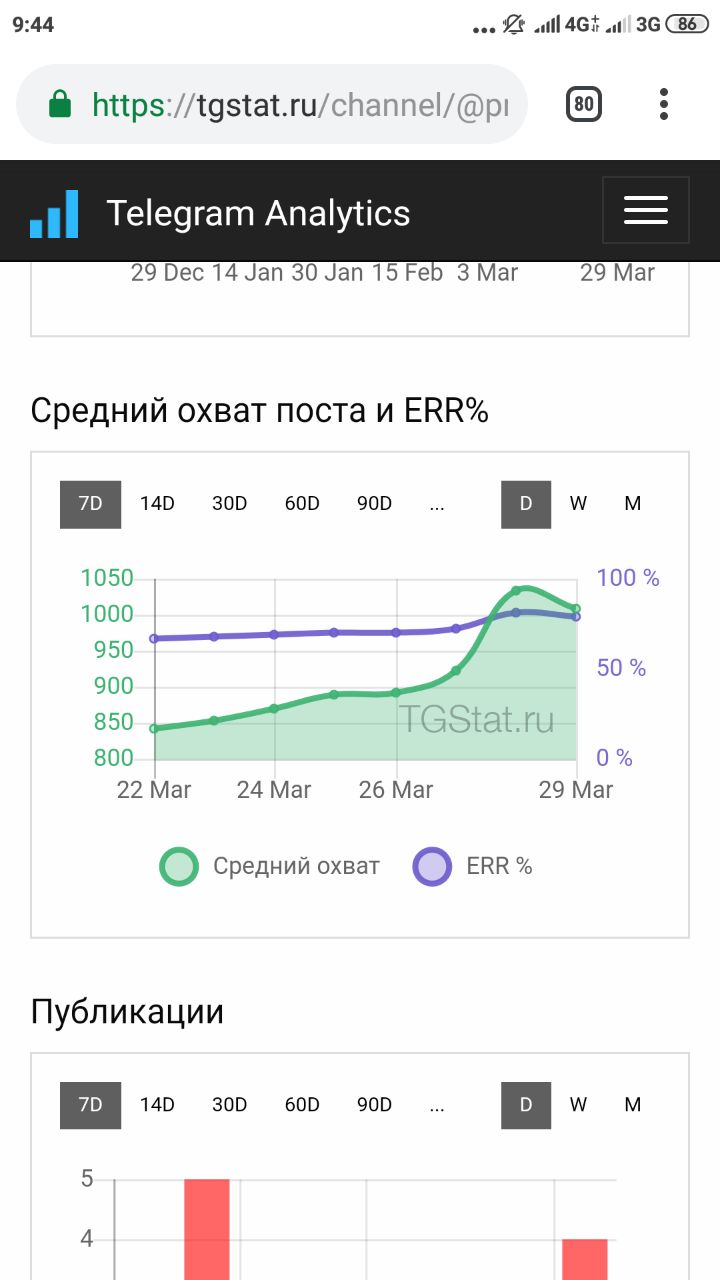 9:44 ... 4G+ 3G 86
https://tgstat.ru/channel/@pr 80
Telegram Analytics
29 Dec 14 Jan 30 Jan 15 Feb 3 Mar 29 Mar
Средний охват поста и ERR%
7D 14D 30D 60D 90D ... D W M
1050 100 %
1000
950
50 %
900
850
TGStat.ru
800 0 %
22 Mar 24 Mar 26 Mar 29 Mar
Средний охват ERR %
Публикации
7D 14D 30D 60D 90D ... D W M
5
4